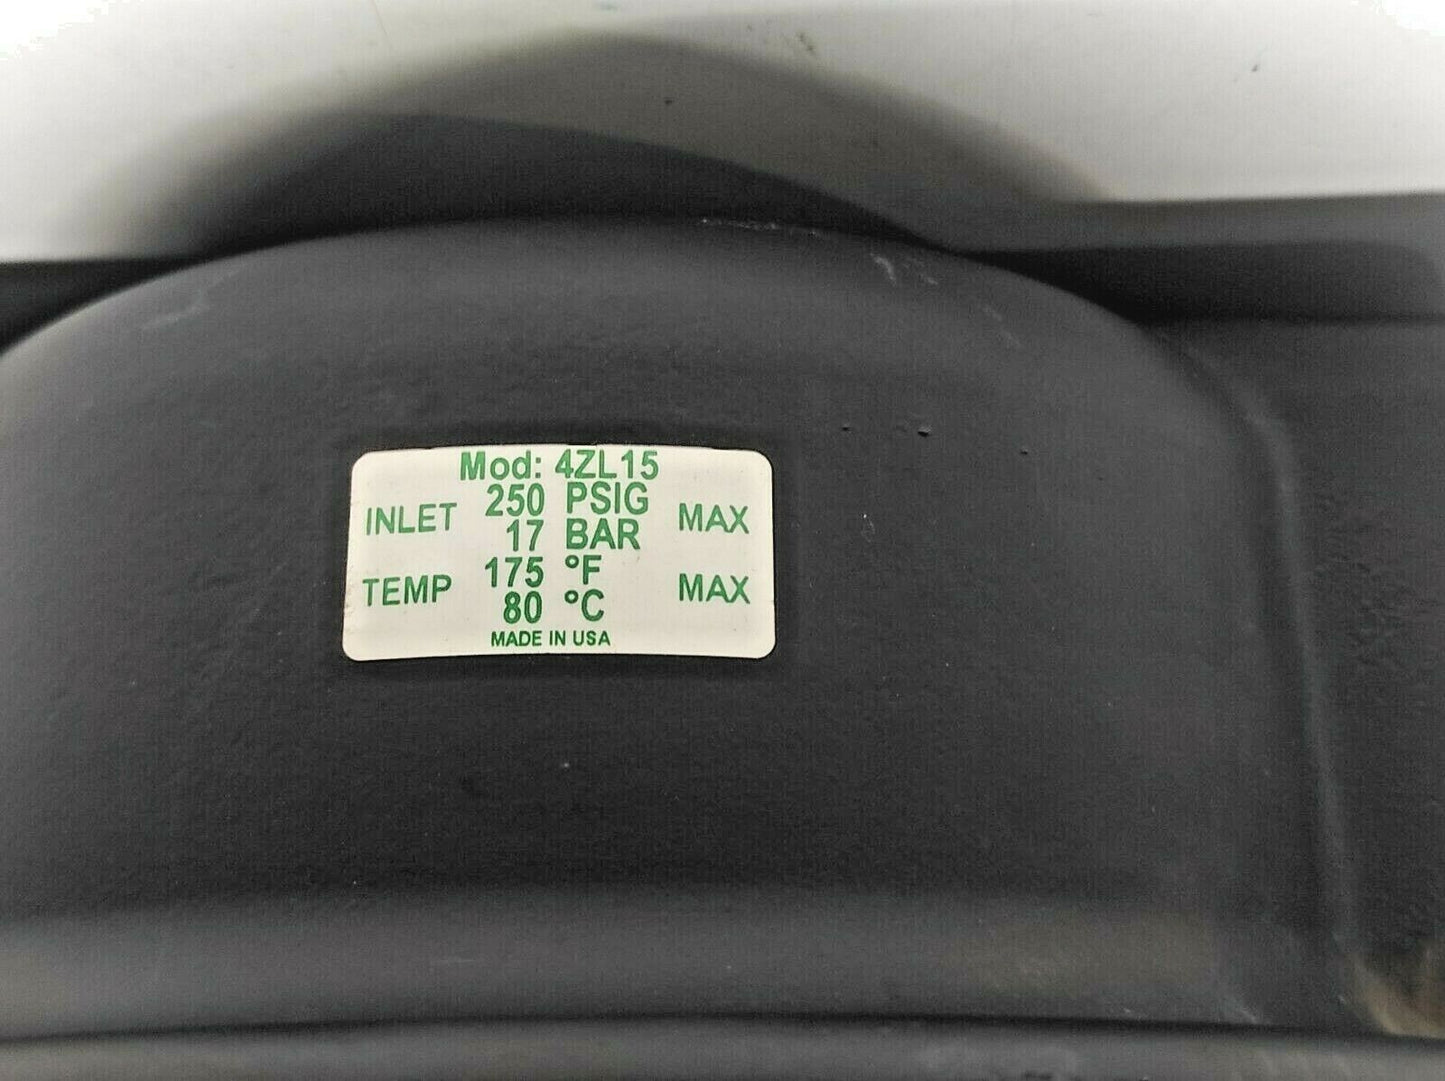 Mod: 4ZL15
INLET 250 PSIG MAX
17 BAR
TEMP 175 °F MAX
80 °C
MADE IN USA